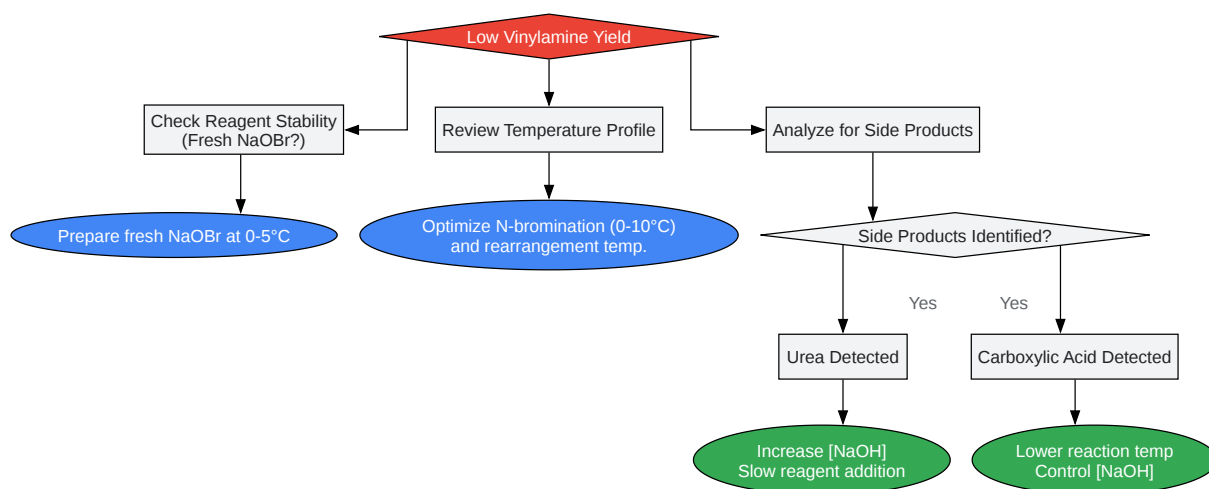 Low Vinylamine Yield
Check Reagent Stability
(Fresh NaOBr?)
Review Temperature Profile
Analyze for Side Products
Prepare fresh NaOBr at 0-5°C
Optimize N-bromination (0-10°C)
and rearrangement temp.
Side Products Identified?
Yes
Yes
Urea Detected
Carboxylic Acid Detected
Increase [NaOH]
Slow reagent addition
Lower reaction temp
Control [NaOH]